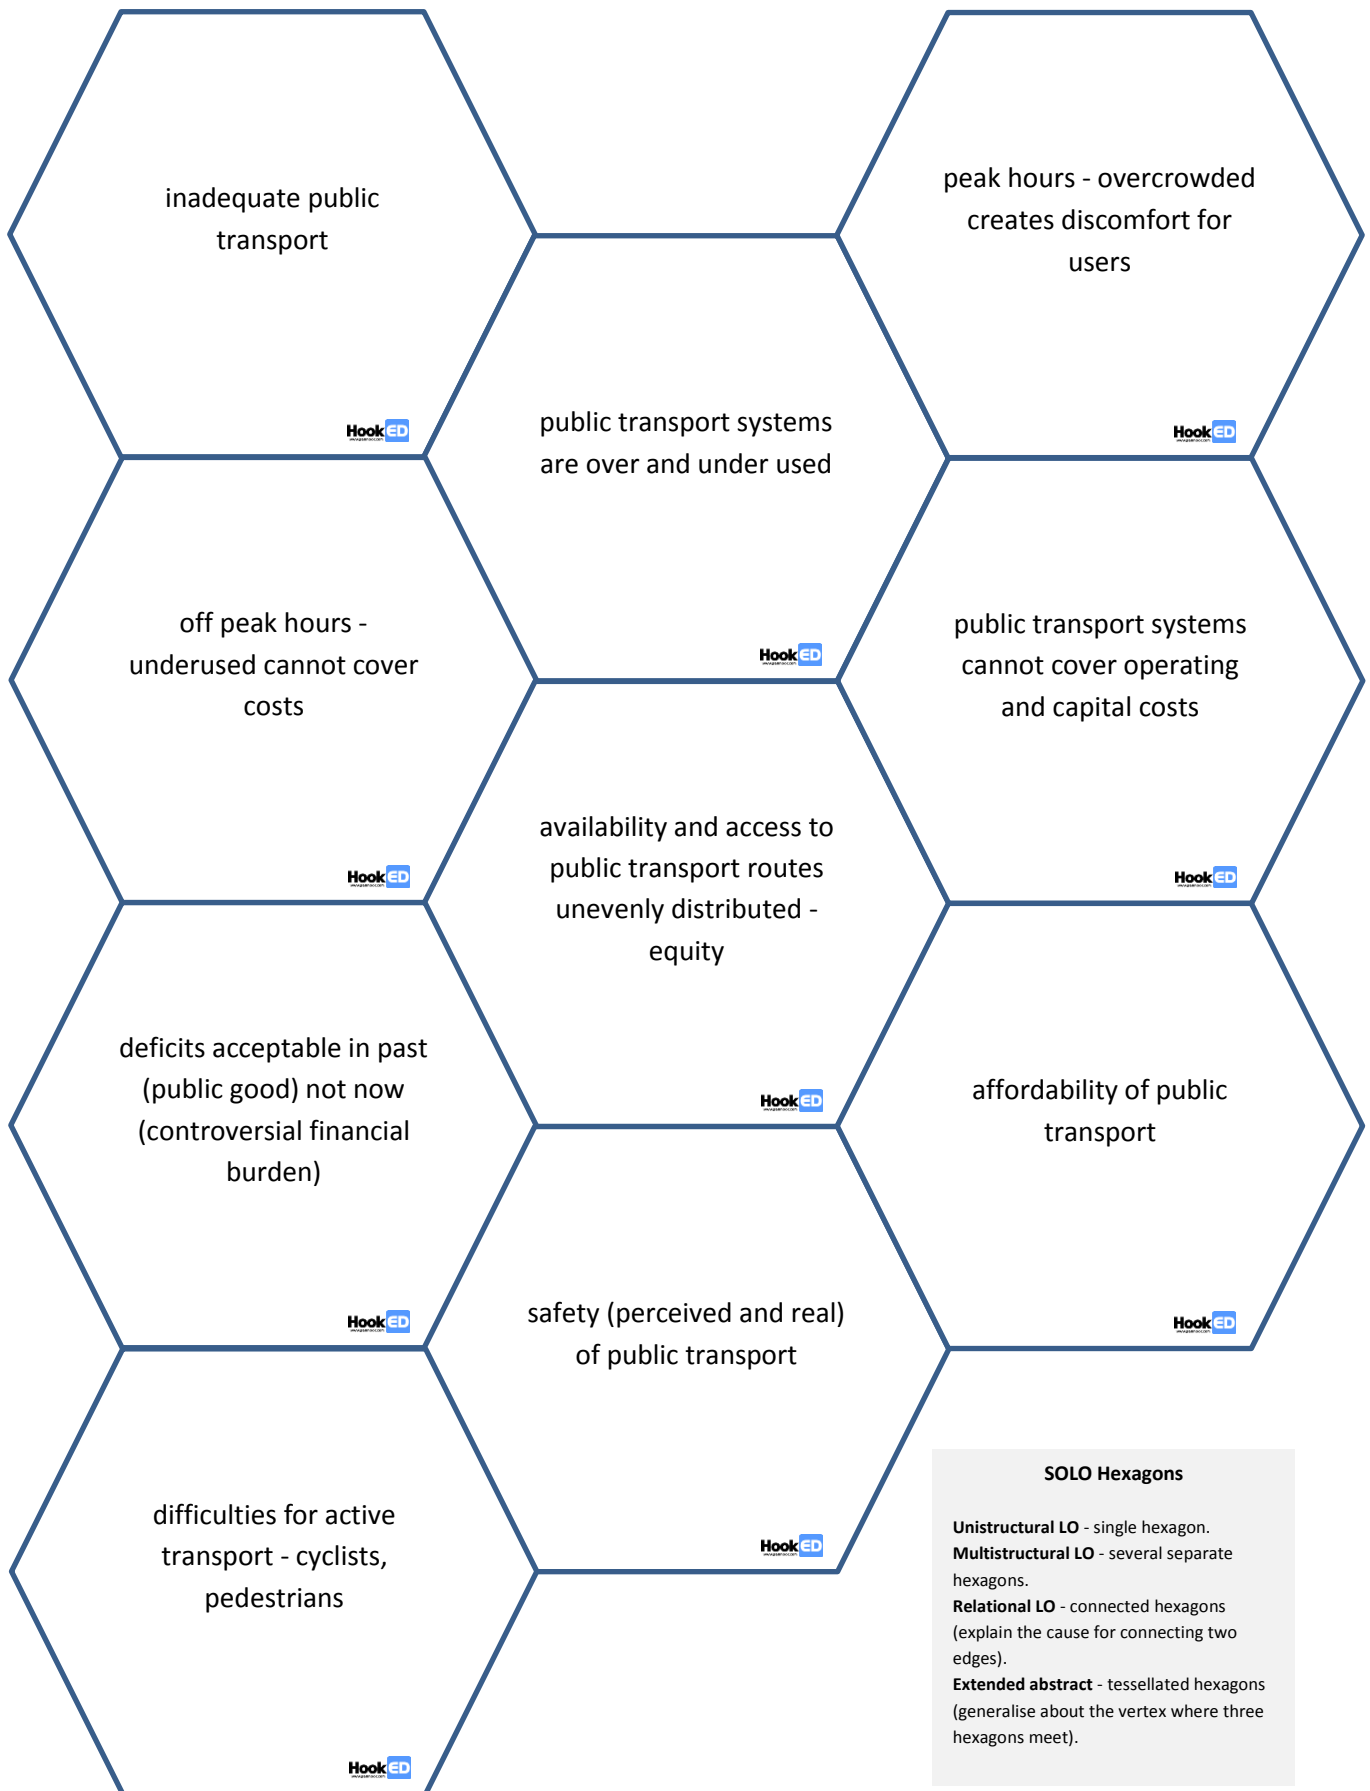 inadequate public
transport
HookED
peak hours - overcrowded
creates discomfort for
users
HookED
public transport systems
are over and under used
HookED
off peak hours -
underused cannot cover
costs
HookED
public transport systems
cannot cover operating
and capital costs
HookED
availability and access to
public transport routes
unevenly distributed -
equity
HookED
deficits acceptable in past
(public good) not now
(controversial financial
burden)
HookED
affordability of public
transport
HookED
safety (perceived and real)
of public transport
HookED
difficulties for active
transport - cyclists,
pedestrians
HookED
SOLO Hexagons
Unistructural LO - single hexagon.
Multistructural LO - several separate
hexagons.
Relational LO - connected hexagons
(explain the cause for connecting two
edges).
Extended abstract - tessellated hexagons
(generalise about the vertex where three
hexagons meet).